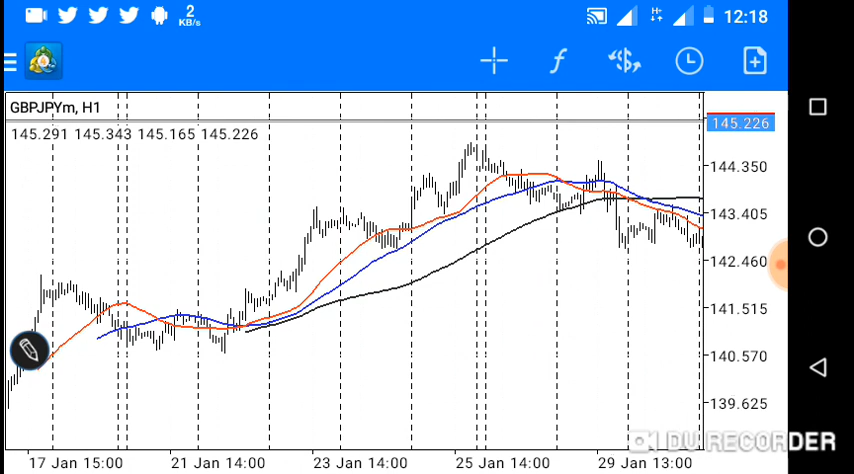 2
KB/s
H+
12:18
f
$
GBPJPYm, H1
145.291 145.343 145.165 145.226
145.226
144.350
143.405
142.460
141.515
140.570
139.625
17 Jan 15:00 21 Jan 14:00 23 Jan 14:00 25 Jan 14:00 29 Jan 13:00
DU RECORDER